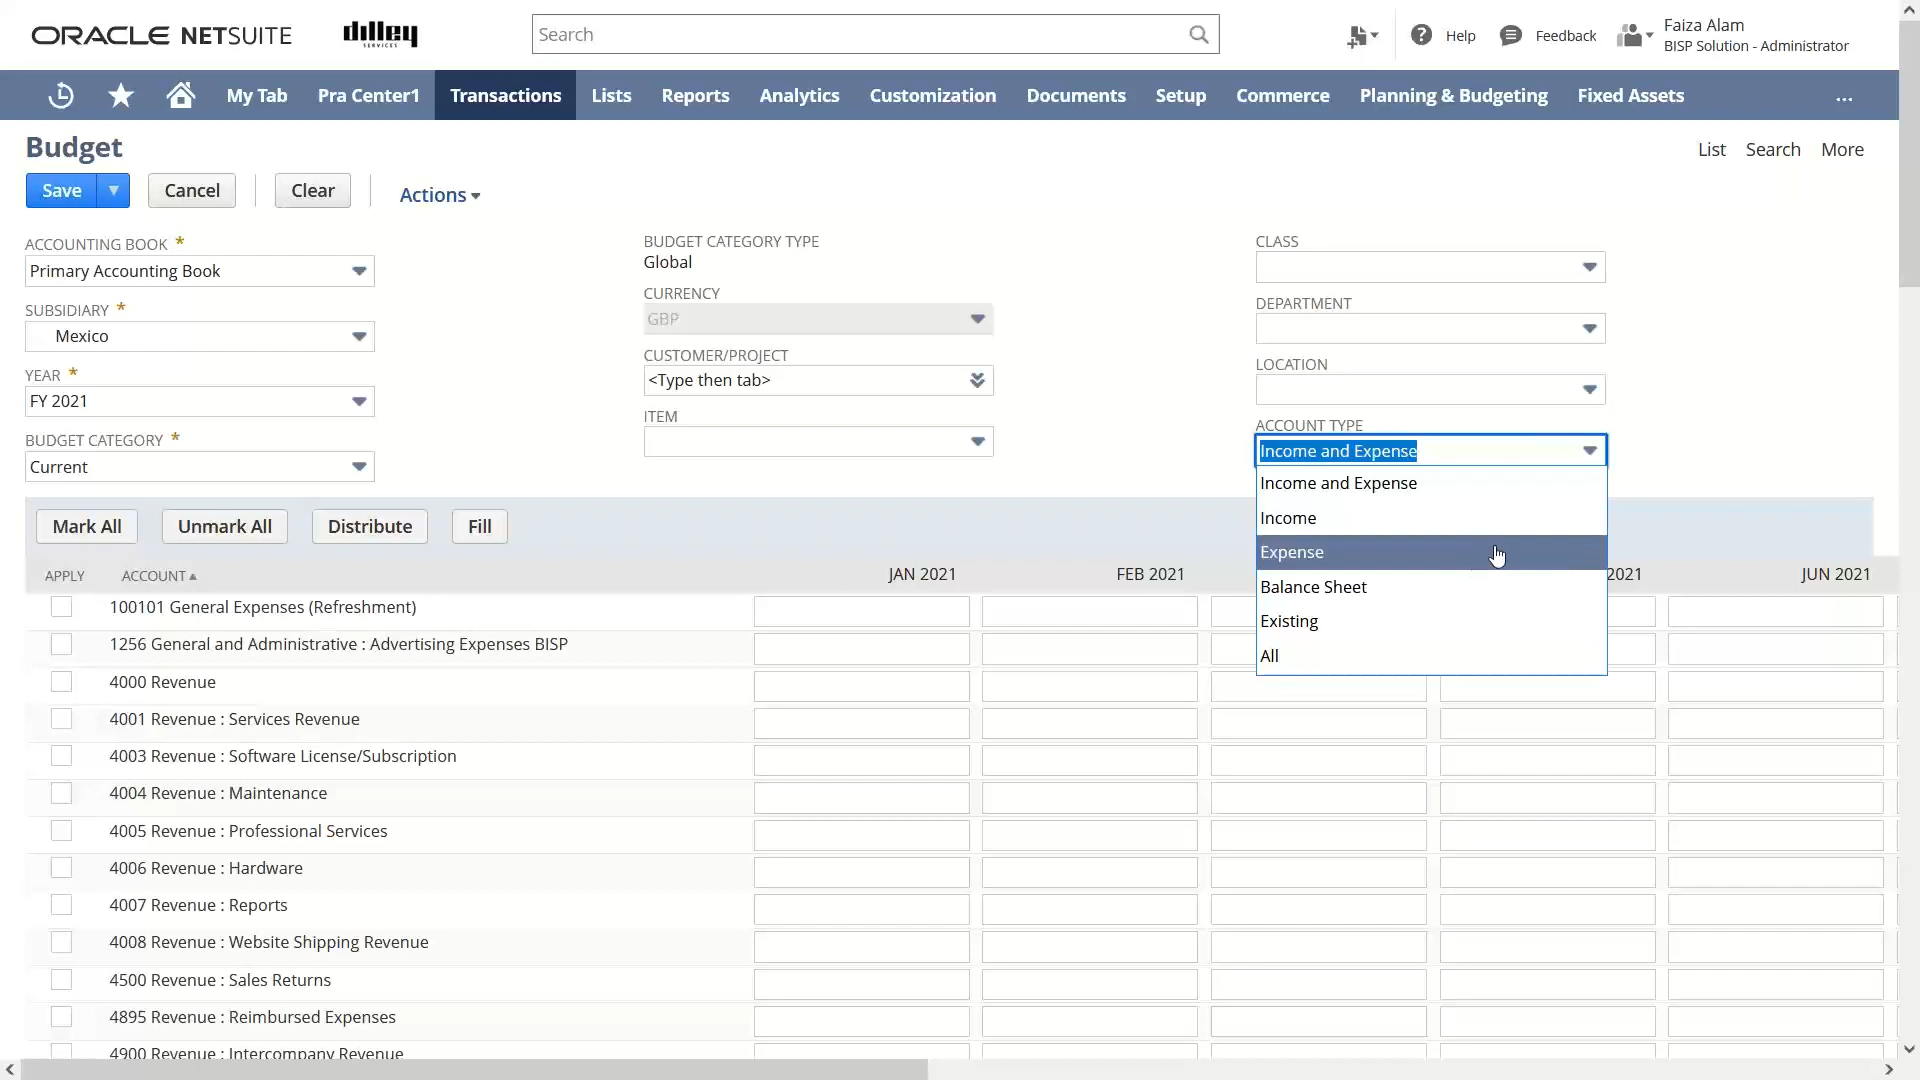 ORACLE NETSUITE
dilley
SERVICES
Search
Help
Feedback
Faiza Alam
BISP Solution - Administrator
My Tab
Pra Center1
Transactions
Lists
Reports
Analytics
Customization
Documents
Setup
Commerce
Planning & Budgeting
Fixed Assets
...
Budget
List
Search
More
Save
Cancel
Clear
Actions
ACCOUNTING BOOK *
Primary Accounting Book
SUBSIDIARY *
Mexico
YEAR *
FY 2021
BUDGET CATEGORY *
Current
BUDGET CATEGORY TYPE
Global
CURRENCY
GBP
CUSTOMER/PROJECT
<Type then tab>
ITEM
CLASS
DEPARTMENT
LOCATION
ACCOUNT TYPE
Income and Expense
Income and Expense
Income
Expense
Balance Sheet
Existing
All
Mark All
Unmark All
Distribute
Fill
APPLY
ACCOUNT
JAN 2021
FEB 2021
2021
JUN 2021
100101 General Expenses (Refreshment)
1256 General and Administrative : Advertising Expenses BISP
4000 Revenue
4001 Revenue : Services Revenue
4003 Revenue : Software License/Subscription
4004 Revenue : Maintenance
4005 Revenue : Professional Services
4006 Revenue : Hardware
4007 Revenue : Reports
4008 Revenue : Website Shipping Revenue
4500 Revenue : Sales Returns
4895 Revenue : Reimbursed Expenses
4900 Revenue : Intercompany Revenue